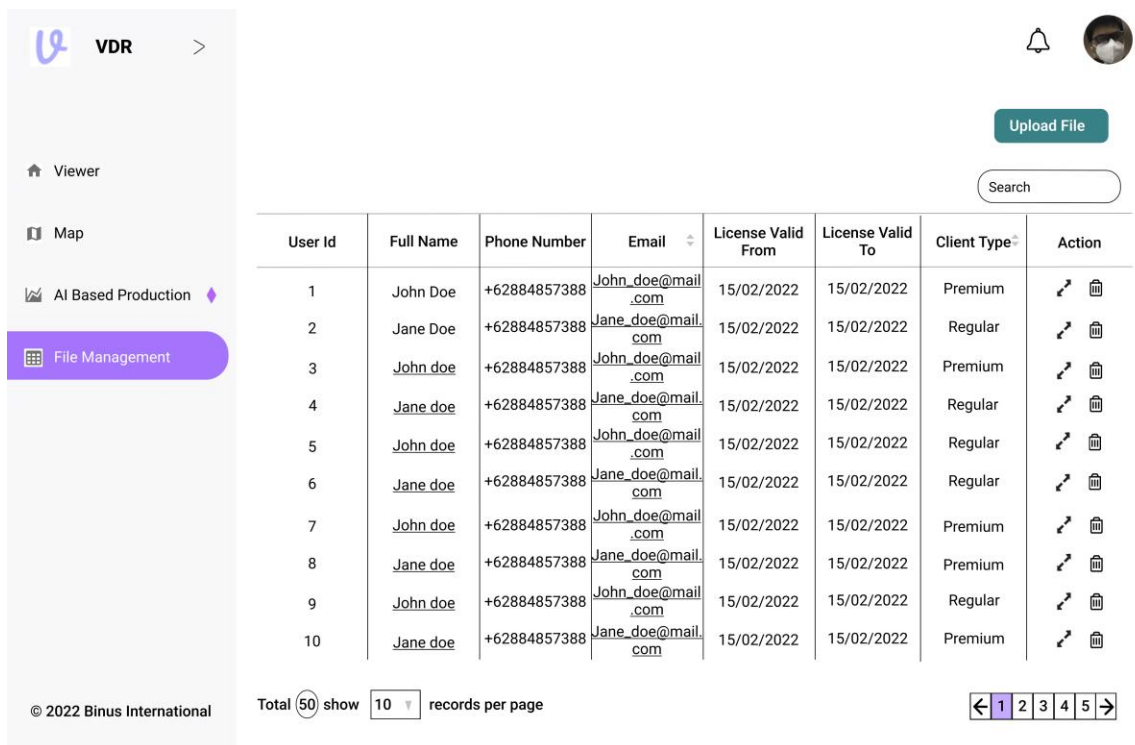 VDR
Upload File
Viewer
Search
Map
User Id Full Name Phone Number Email License Valid From License Valid To Client Type Action
AI Based Production
1 John Doe +62884857388 John_doe@mail.com 15/02/2022 15/02/2022 Premium
2 Jane Doe +62884857388 Jane_doe@mail.com 15/02/2022 15/02/2022 Regular
File Management
3 John doe +62884857388 John_doe@mail.com 15/02/2022 15/02/2022 Premium
4 Jane doe +62884857388 Jane_doe@mail.com 15/02/2022 15/02/2022 Regular
5 John doe +62884857388 John_doe@mail.com 15/02/2022 15/02/2022 Regular
6 Jane doe +62884857388 Jane_doe@mail.com 15/02/2022 15/02/2022 Regular
7 John doe +62884857388 John_doe@mail.com 15/02/2022 15/02/2022 Premium
8 Jane doe +62884857388 Jane_doe@mail.com 15/02/2022 15/02/2022 Premium
9 John doe +62884857388 John_doe@mail.com 15/02/2022 15/02/2022 Regular
10 Jane doe +62884857388 Jane_doe@mail.com 15/02/2022 15/02/2022 Premium
© 2022 Binus International
Total 50 show 10 records per page
1 2 3 4 5